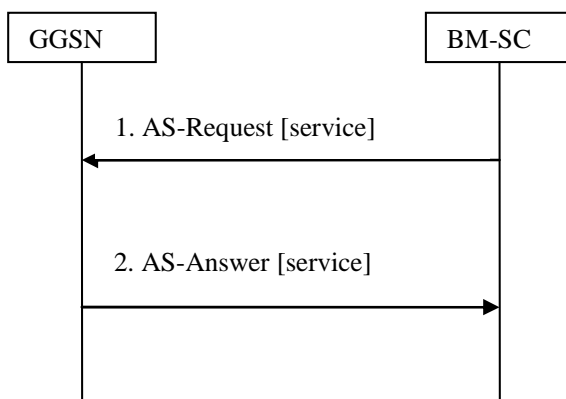 GGSN
BM-SC
1. AS-Request [service]
2. AS-Answer [service]